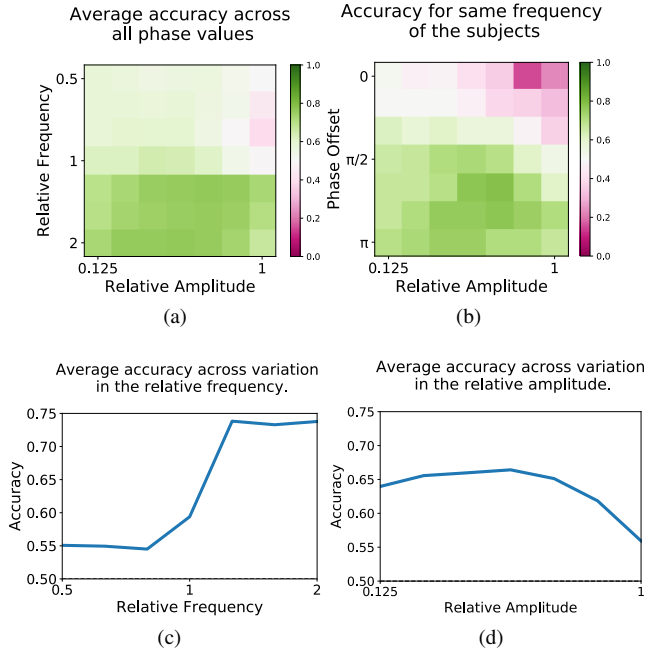 Average accuracy across
all phase values
Relative Frequency
0.5
1
2
0.125
1
Relative Amplitude
1.0
0.8
0.6
0.4
0.2
0.0
(a)
Accuracy for same frequency
of the subjects
Phase Offset
0
π/2
π
0.125
1
Relative Amplitude
1.0
0.8
0.6
0.4
0.2
0.0
(b)
Average accuracy across variation
in the relative frequency.
Accuracy
0.75
0.70
0.65
0.60
0.55
0.50
0.5
1
2
Relative Frequency
(c)
Average accuracy across variation
in the relative amplitude.
Accuracy
0.75
0.70
0.65
0.60
0.55
0.50
0.125
1
Relative Amplitude
(d)